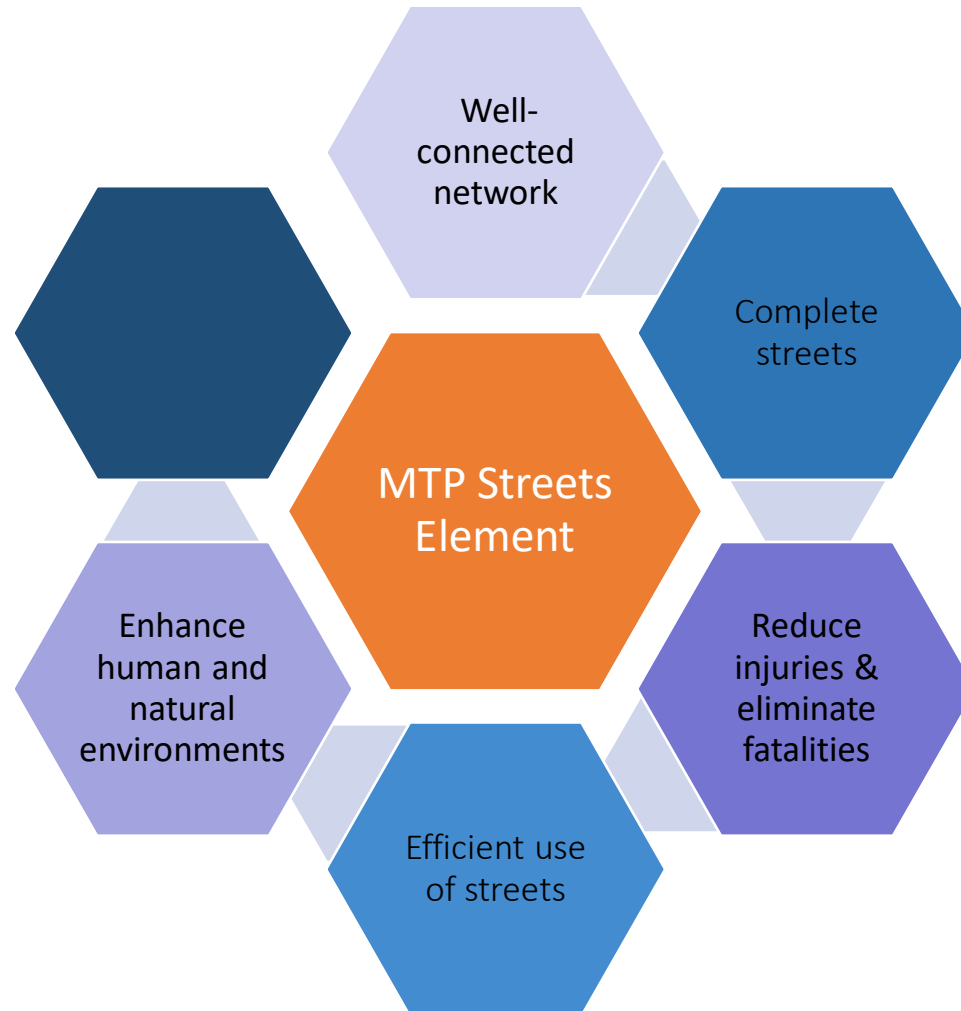 Well-
connected
network
Complete
streets
MTP Streets
Element
Enhance
human and
natural
environments
Reduce
injuries &
eliminate
fatalities
Efficient use
of streets